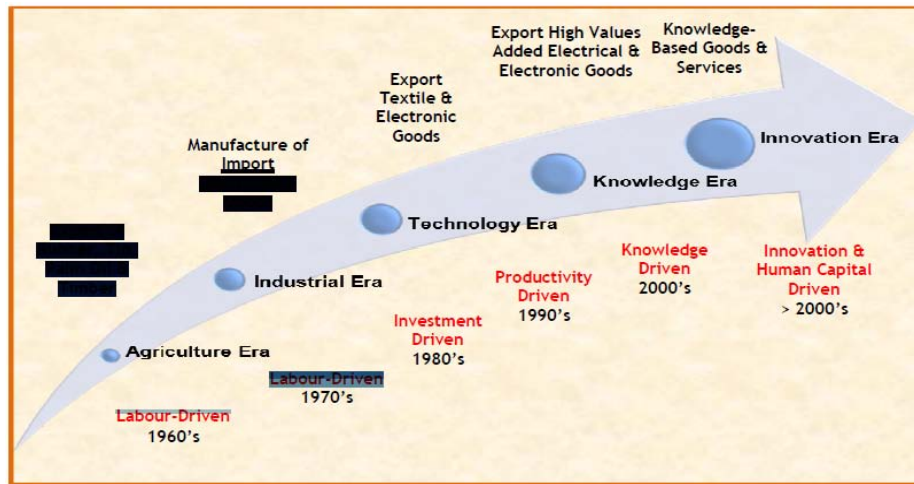 Export High Values
Added Electrical &
Electronic Goods
Knowledge-
Based Goods &
Services
Export
Textile &
Electronic
Goods
Manufacture of
Import
Innovation Era
Knowledge Era
Technology Era
Industrial Era
Agriculture Era
Innovation &
Human Capital
Driven
> 2000's
Knowledge
Driven
2000's
Productivity
Driven
1990's
Investment
Driven
1980's
Labour-Driven
1970's
Labour-Driven
1960's